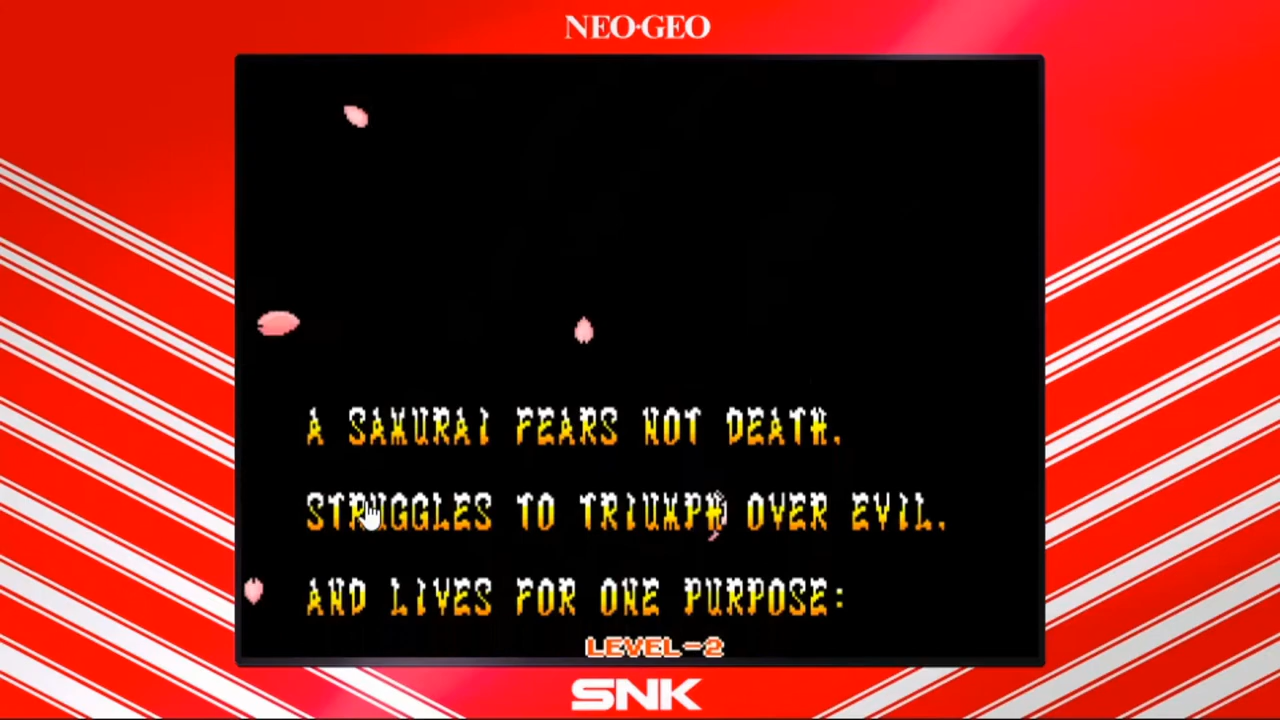 NEO·GEO
A SAMURAI FEARS NOT DEATH.
STRUGGLES TO TRIUMPH OVER EVIL.
AND LIVES FOR ONE PURPOSE:
LEVEL-2
SNK